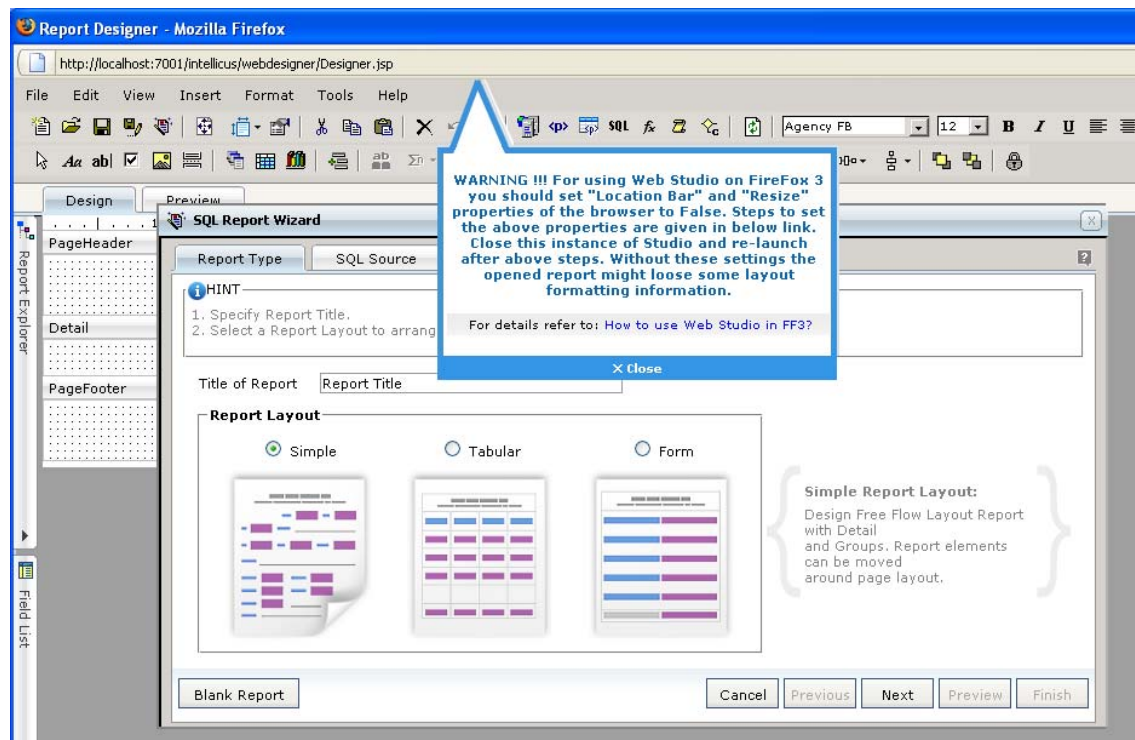 Report Designer - Mozilla Firefox
http://localhost:7001/intellicus/webdesigner/Designer.jsp
File Edit View Insert Format Tools Help
<p> SQL fx Agency FB 12 B I U
Aa ab|
Design Preview
SQL Report Wizard
WARNING !!! For using Web Studio on FireFox 3
you should set "Location Bar" and "Resize"
properties of the browser to False. Steps to set
the above properties are given in below link.
Close this instance of Studio and re-launch
after above steps. Without these settings the
opened report might loose some layout
formatting information.
For details refer to: How to use Web Studio in FF3?
X Close
Report Explorer
Field List
PageHeader
Detail
PageFooter
Report Type SQL Source
HINT
1. Specify Report Title.
2. Select a Report Layout to arrang
Title of Report Report Title
Report Layout
Simple Tabular Form
Simple Report Layout:
Design Free Flow Layout Report
with Detail
and Groups. Report elements
can be moved
around page layout.
Blank Report Cancel Previous Next Preview Finish